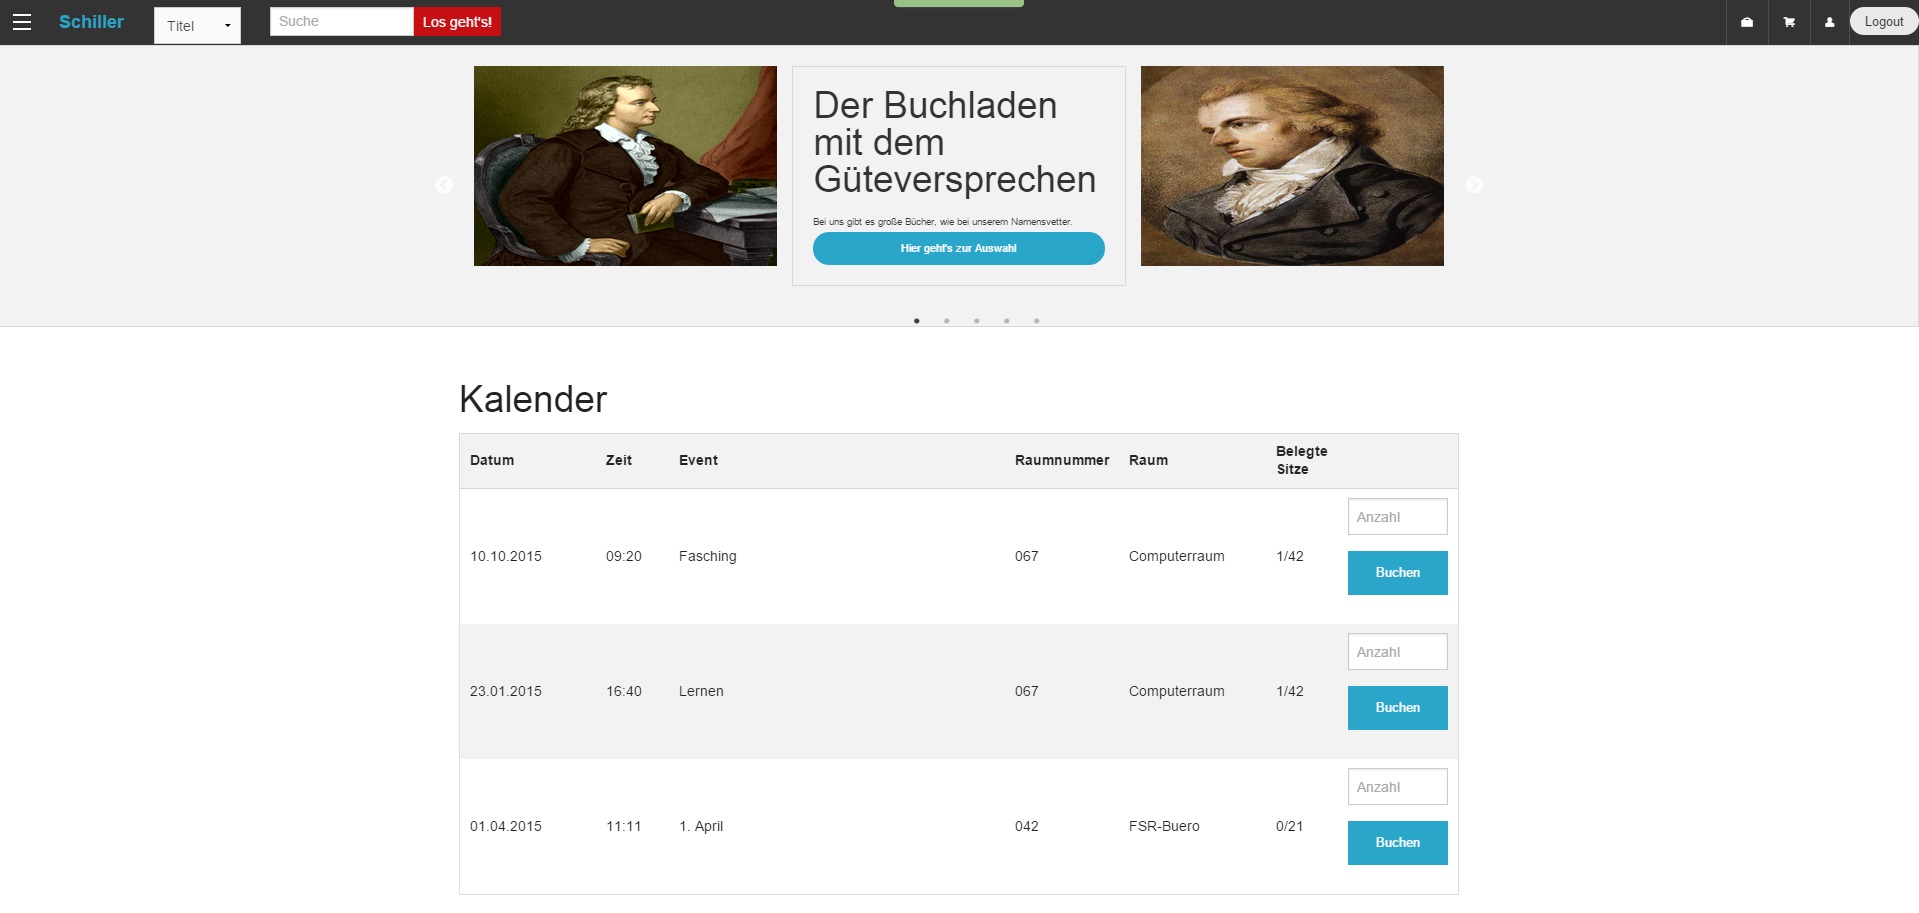 Schiller Titel Suche Los geht's! Logout
Der Buchladen
mit dem
Güteversprechen
Bei uns gibt es große Bücher, wie bei unserem Namensvetter.
Hier geht's zur Auswahl
Kalender
Datum Zeit Event Raumnummer Raum Belegte
Sitze
Anzahl
10.10.2015 09:20 Fasching 067 Computerraum 1/42
Buchen
Anzahl
23.01.2015 16:40 Lernen 067 Computerraum 1/42
Buchen
Anzahl
01.04.2015 11:11 1. April 042 FSR-Buero 0/21
Buchen